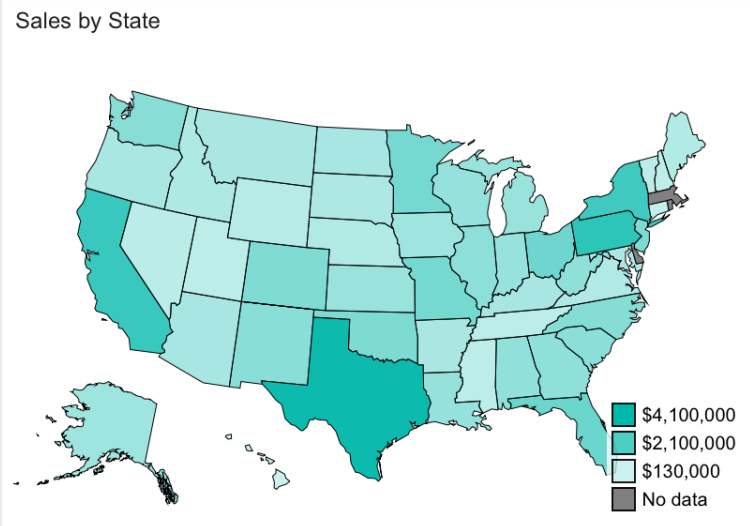 Sales by State
$4,100,000
$2,100,000
$130,000
No data